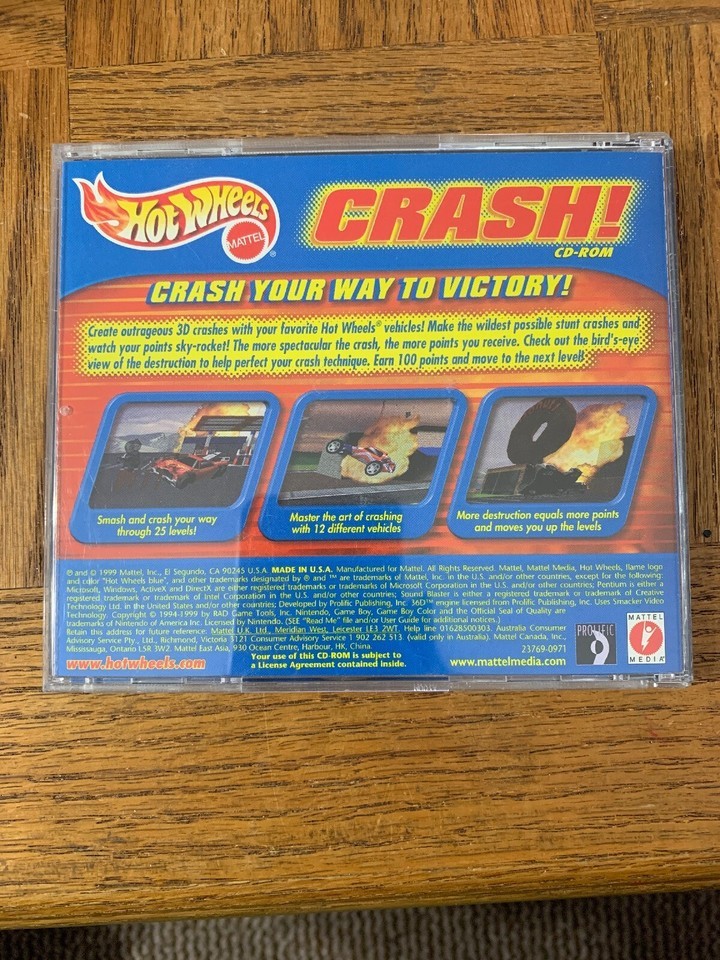 HOT WHEELS
MATTEL
®
CRASH!
CD-ROM
CRASH YOUR WAY TO VICTORY!
Create outrageous 3D crashes with your favorite Hot Wheels® vehicles! Make the wildest possible stunt crashes and
watch your points sky-rocket! The more spectacular the crash, the more points you receive. Check out the bird's-eye
view of the destruction to help perfect your crash technique. Earn 100 points and move to the next level!
Smash and crash your way
through 25 levels!
Master the art of crashing
with 12 different vehicles
More destruction equals more points
and moves you up the levels
℗ and © 1999 Mattel, Inc., El Segundo, CA 90245 U.S.A. MADE IN U.S.A. Manufactured for Mattel. All Rights Reserved. Mattel, Mattel Media, Hot Wheels, flame logo
and color "Hot Wheels blue", and other trademarks designated by ® and ™ are trademarks of Mattel, Inc. in the U.S. and/or other countries, except for the following:
Microsoft, Windows, ActiveX and DirectX are either registered trademarks or trademarks of Microsoft Corporation in the U.S. and/or other countries; Pentium is either a
registered trademark or trademark of Intel Corporation in the U.S. and/or other countries; Sound Blaster is either a registered trademark or trademark of Creative
Technology Ltd. in the United States and/or other countries; Developed by Prolific Publishing, Inc. 36D™ engine licensed from Prolific Publishing, Inc. Uses Smacker Video
Technology. Copyright © 1994-1999 by RAD Game Tools, Inc. Nintendo, Game Boy, Game Boy Color and the Official Seal of Quality are
trademarks of Nintendo of America Inc. Licensed by Nintendo. (SEE "Read Me" file and/or User Guide for additional notices.)
Retain this address for future reference: Mattel U.K. Ltd., Meridian West, Leicester LE3 2WT. Help line 01628500303. Australia Consumer
Advisory Service Pty., Ltd., Richmond, Victoria 3121 Consumer Advisory Service 1 902 262 513 (valid only in Australia). Mattel Canada, Inc.,
Mississauga, Ontario L5R 3W2. Mattel East Asia, 930 Ocean Centre, Harbour, HK, China.
www.hotwheels.com
Your use of this CD-ROM is subject to
a License Agreement contained inside.
www.mattelmedia.com
23769-0971
PROLIFIC
MATTEL
MEDIA